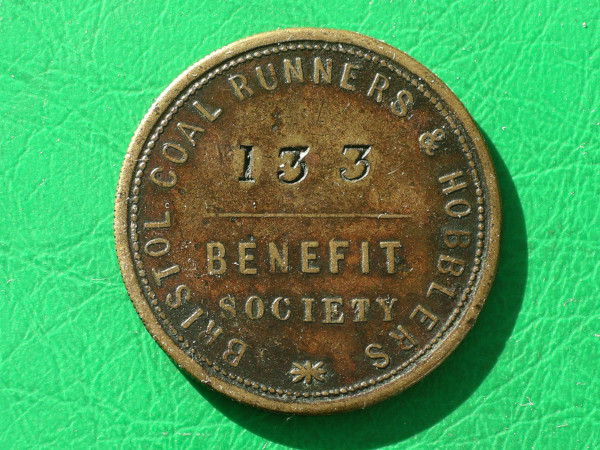 BRISTOL COAL RUNNERS & HOBBLERS
133
BENEFIT
SOCIETY